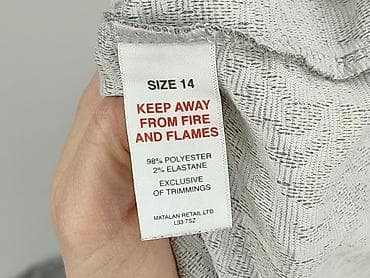 SIZE 14
KEEP AWAY
FROM FIRE
AND FLAMES
98% POLYESTER
2% ELASTANE
EXCLUSIVE
OF TRIMMINGS
MATALAN RETAIL LTD
L33 7SZ